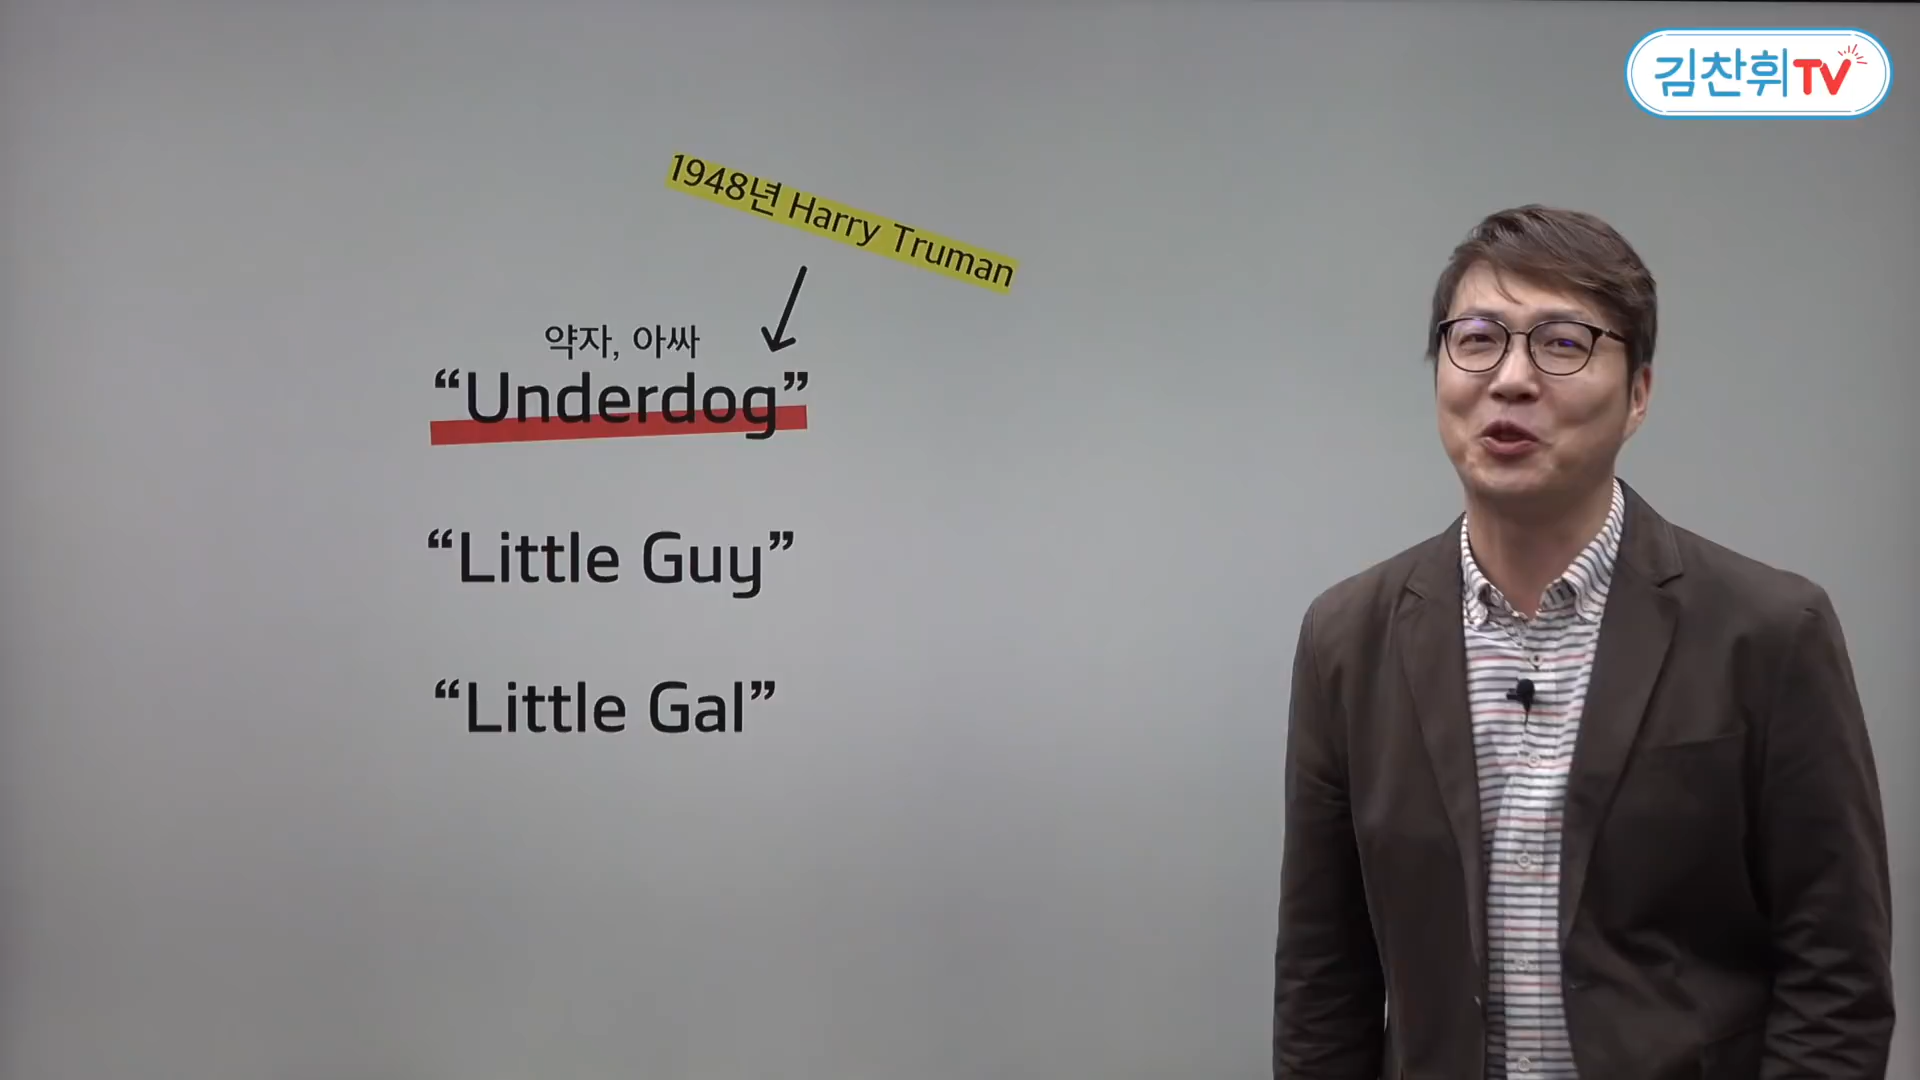 김찬휘TV
1948년 Harry Truman
약자, 아싸
“Underdog”
“Little Guy”
“Little Gal”